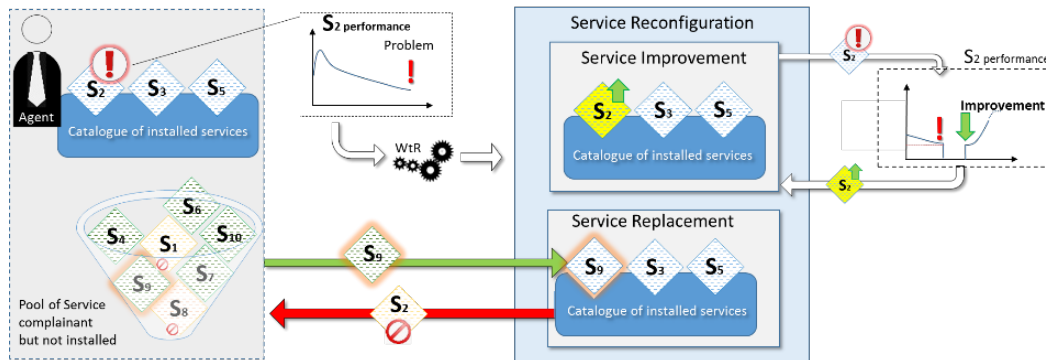 Agent
S2
S3
S5
Catalogue of installed services
S6
S4
S1
S10
S9
S7
S8
Pool of Service
complainant
but not installed
S2 performance
Problem
WtR
S9
S2
Service Reconfiguration
Service Improvement
S2
S3
S5
Catalogue of installed services
Service Replacement
S9
S3
S5
Catalogue of installed services
S2
S2 performance
Improvement
S2